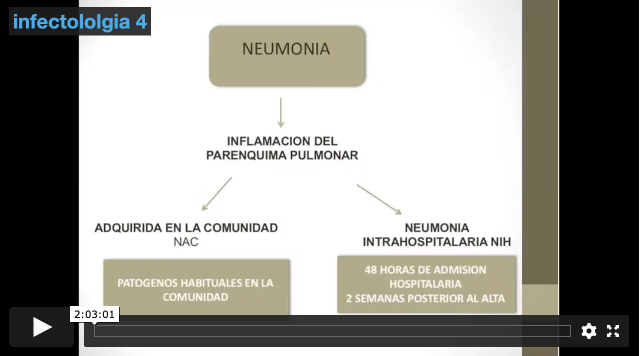 infectololgia 4
NEUMONIA
INFLAMACION DEL
PARENQUIMA PULMONAR
ADQUIRIDA EN LA COMUNIDAD
NAC
PATOGENOS HABITUALES EN LA
COMUNIDAD
NEUMONIA
INTRAHOSPITALARIA NIH
48 HORAS DE ADMISION
HOSPITALARIA
2 SEMANAS POSTERIOR AL ALTA
2:03:01